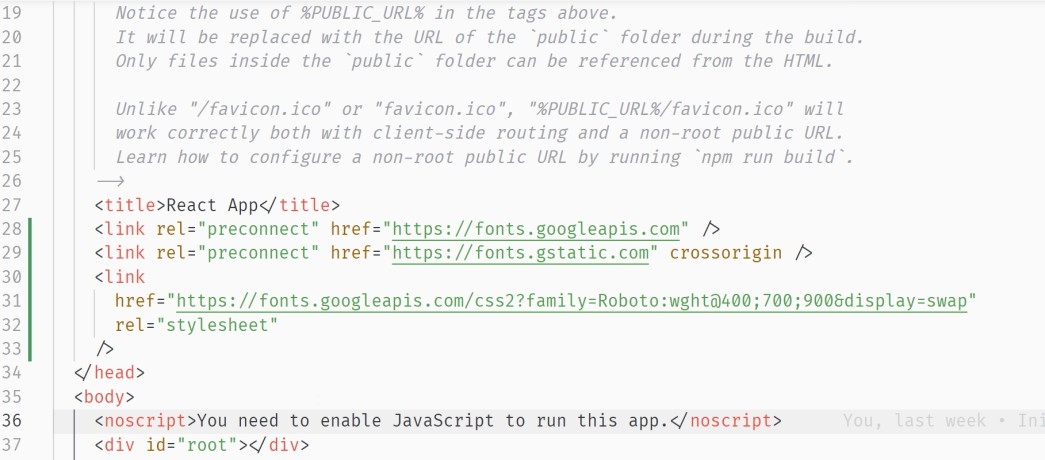 19 Notice the use of %PUBLIC_URL% in the tags above.
20 It will be replaced with the URL of the `public` folder during the build.
21 Only files inside the `public` folder can be referenced from the HTML.
22
23 Unlike "/favicon.ico" or "favicon.ico", "%PUBLIC_URL%/favicon.ico" will
24 work correctly both with client-side routing and a non-root public URL.
25 Learn how to configure a non-root public URL by running `npm run build`.
26 -->
27 <title>React App</title>
28 <link rel="preconnect" href="https://fonts.googleapis.com" />
29 <link rel="preconnect" href="https://fonts.gstatic.com" crossorigin />
30 <link
31 href="https://fonts.googleapis.com/css2?family=Roboto:wght@400;700;900&display=swap"
32 rel="stylesheet"
33 />
34 </head>
35 <body>
36 <noscript>You need to enable JavaScript to run this app.</noscript> You, last week • Ini
37 <div id="root"></div>